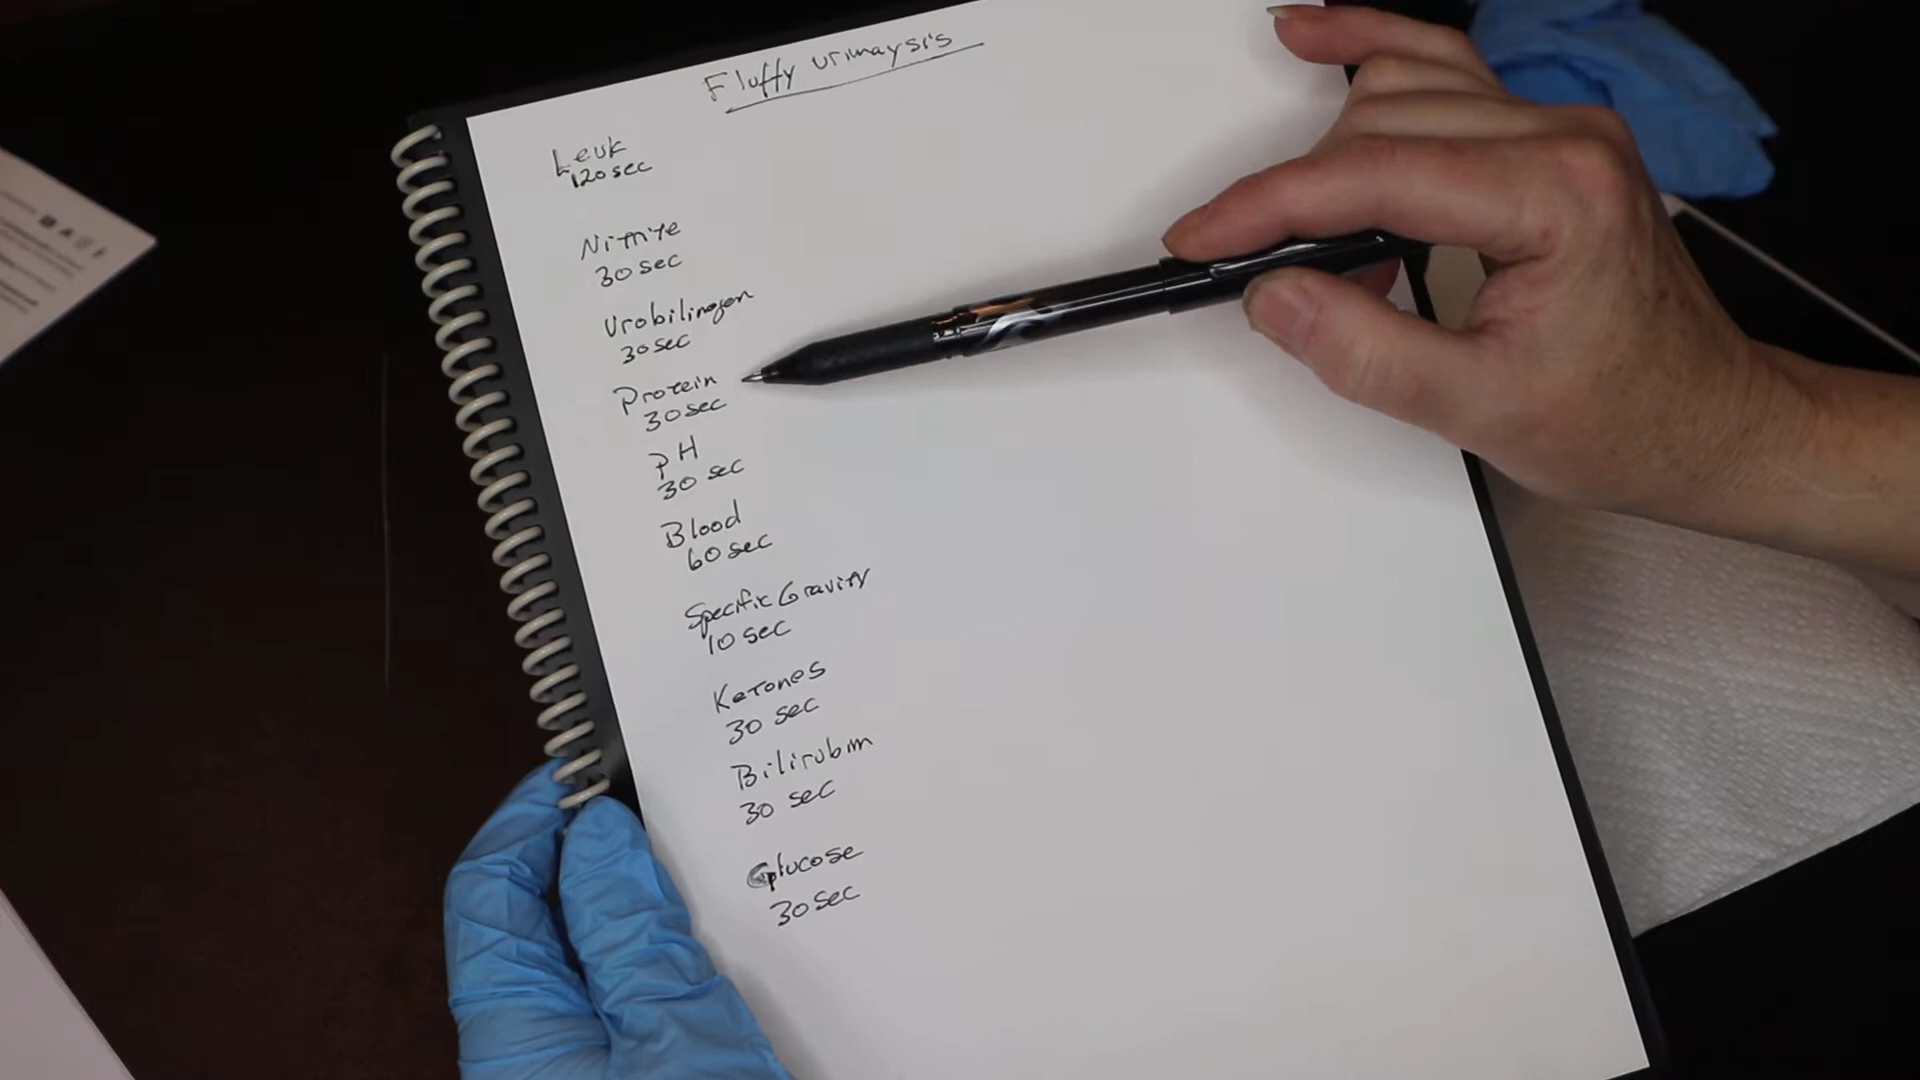 Fluffy urinaysis
Leuk
120 sec
Nitrite
30 sec
Urobilinogen
30 sec
Protein
30 sec
pH
30 sec
Blood
60 sec
Specific Gravity
10 sec
Ketones
30 sec
Bilirubin
30 sec
Glucose
30 sec